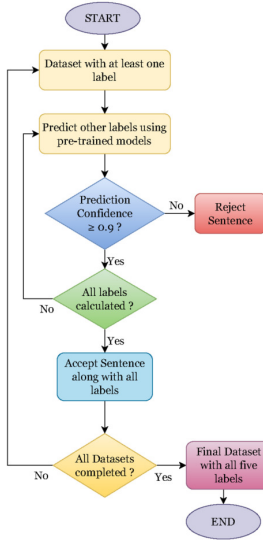 START
Dataset with at least one
label
Predict other labels using
pre-trained models
Prediction
Confidence
≥ 0.9 ?
No
Reject
Sentence
Yes
All labels
calculated ?
No
Yes
Accept Sentence
along with all
labels
All Datasets
completed ?
No
Yes
Final Dataset
with all five
labels
END